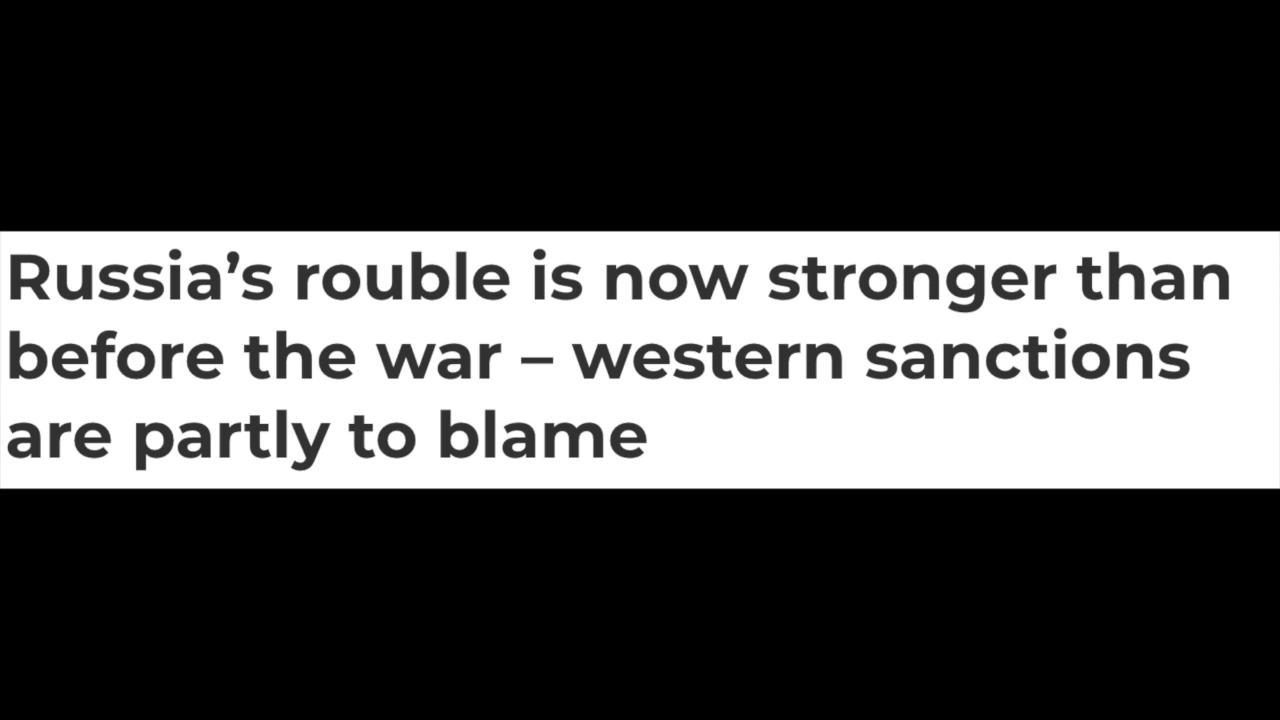 Russia’s rouble is now stronger than
before the war – western sanctions
are partly to blame